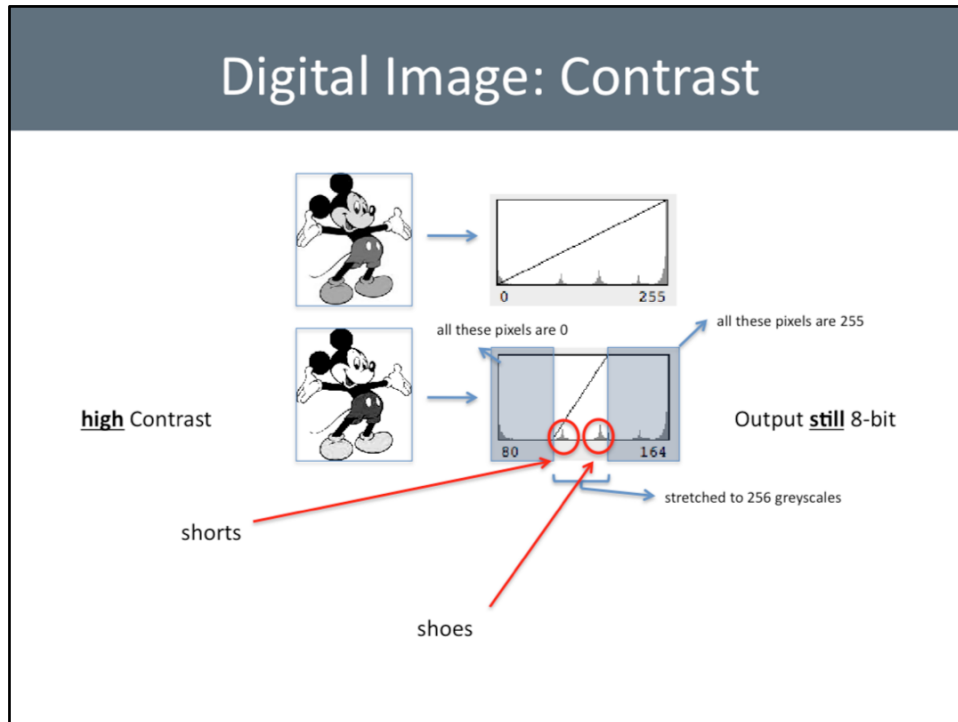 Digital Image: Contrast
0 255
all these pixels are 0
all these pixels are 255
high Contrast
Output still 8-bit
80 164
stretched to 256 greyscales
shorts
shoes